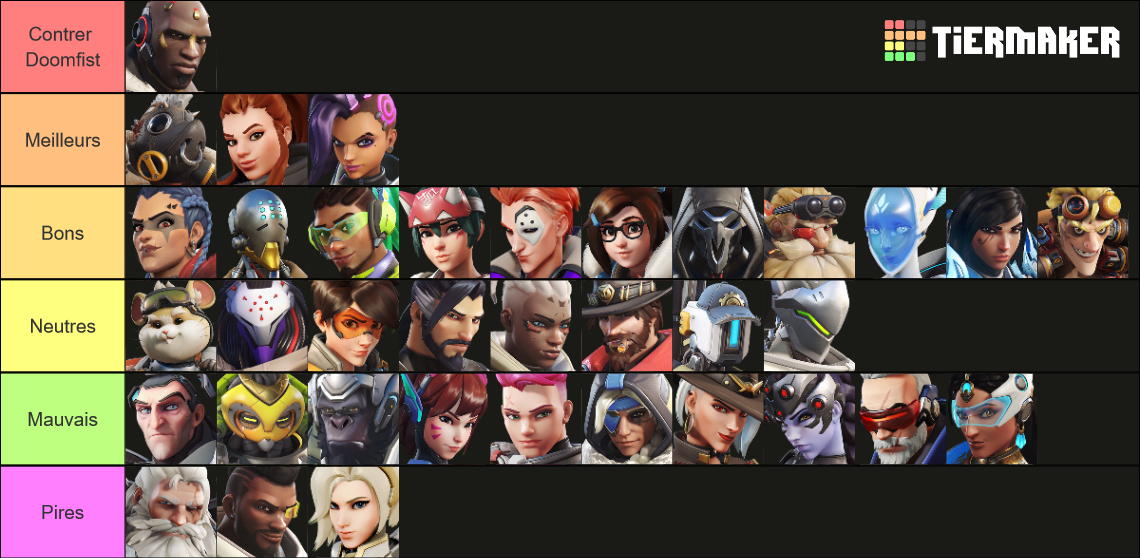 Contrer
Doomfist
TiERMAKER
Meilleurs
Bons
Neutres
Mauvais
Pires